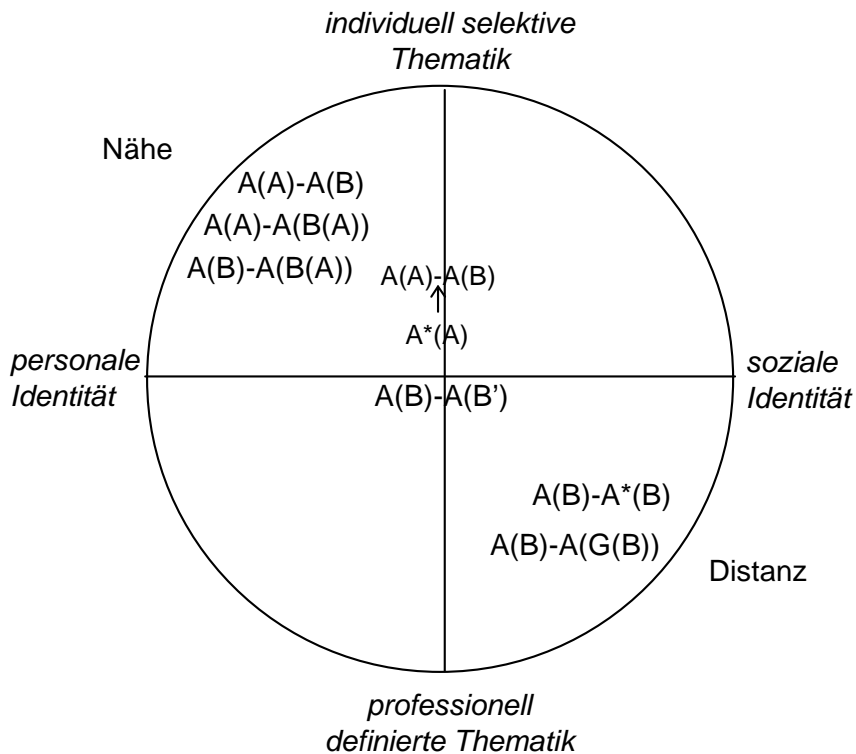 individuell selektive
Thematik
Nähe
A(A)-A(B)
A(A)-A(B(A))
A(B)-A(B(A))
A(A)-A(B)
A*(A)
personale
Identität
soziale
Identität
A(B)-A(B’)
A(B)-A*(B)
A(B)-A(G(B))
Distanz
professionell
definierte Thematik